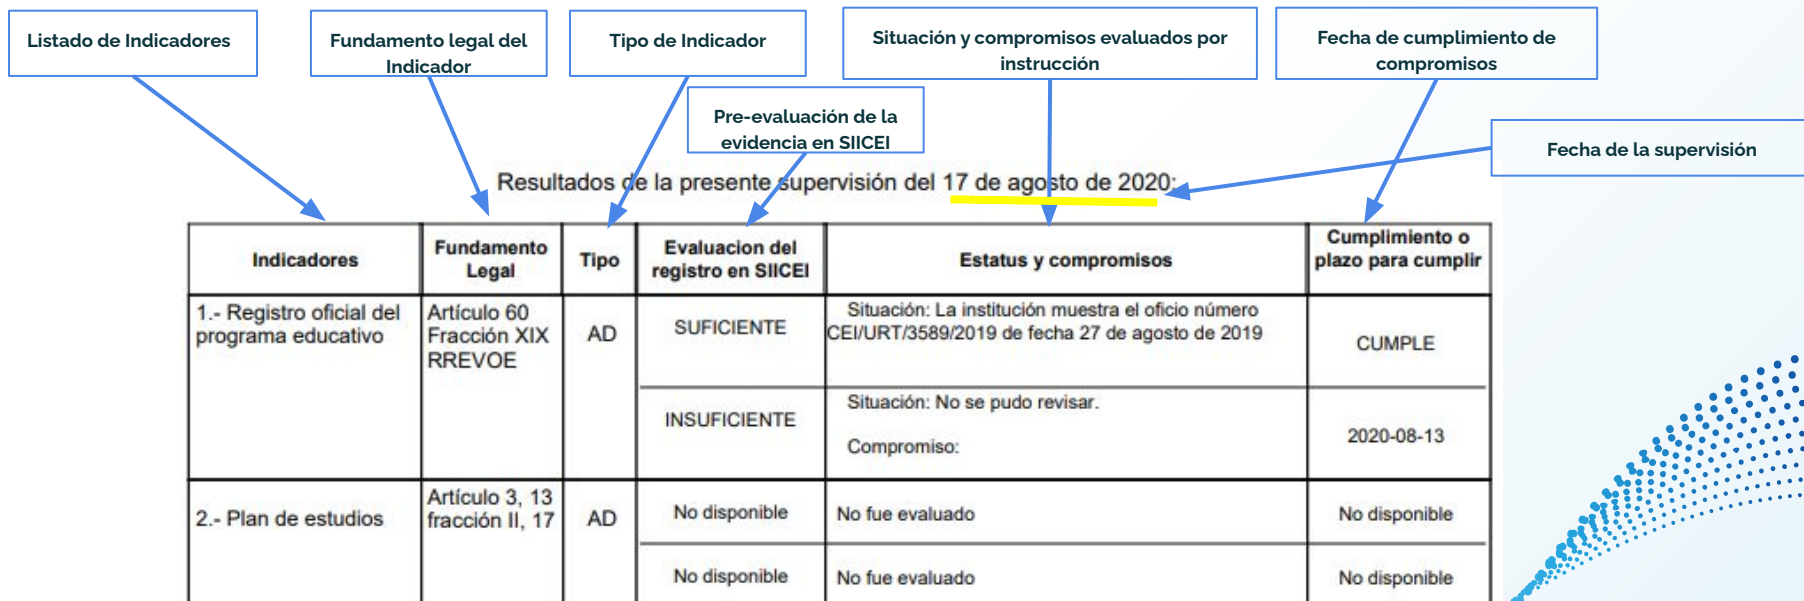 Listado de Indicadores
Fundamento legal del
Indicador
Tipo de Indicador
Situación y compromisos evaluados por
instrucción
Fecha de cumplimiento de
compromisos
Pre-evaluación de la
evidencia en SIICEI
Fecha de la supervisión
Resultados de la presente supervisión del 17 de agosto de 2020:
Indicadores
Fundamento
Legal
Tipo
Evaluacion del
registro en SIICEI
Estatus y compromisos
Cumplimiento o
plazo para cumplir
1.- Registro oficial del
programa educativo
Artículo 60
Fracción XIX
RREVOE
AD
SUFICIENTE
Situación: La institución muestra el oficio número
CEI/URT/3589/2019 de fecha 27 de agosto de 2019
CUMPLE
INSUFICIENTE
Situación: No se pudo revisar.
Compromiso:
2020-08-13
2.- Plan de estudios
Artículo 3, 13
fracción II, 17
AD
No disponible
No fue evaluado
No disponible
No disponible
No fue evaluado
No disponible